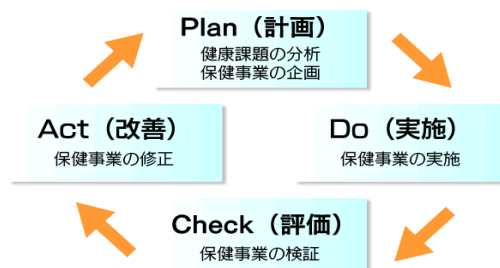 Plan（計画）
健康課題の分析
保健事業の企画
Act（改善）
保健事業の修正
Do（実施）
保健事業の実施
Check（評価）
保健事業の検証